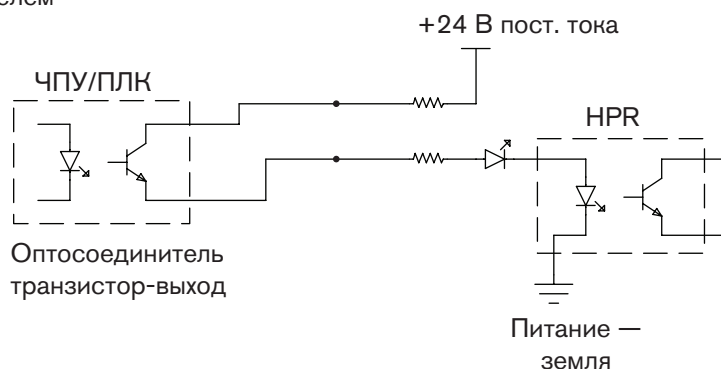 +24 В пост. тока
ЧПУ/ПЛК
HPR
Оптосоединитель
транзистор-выход
Питание —
земля